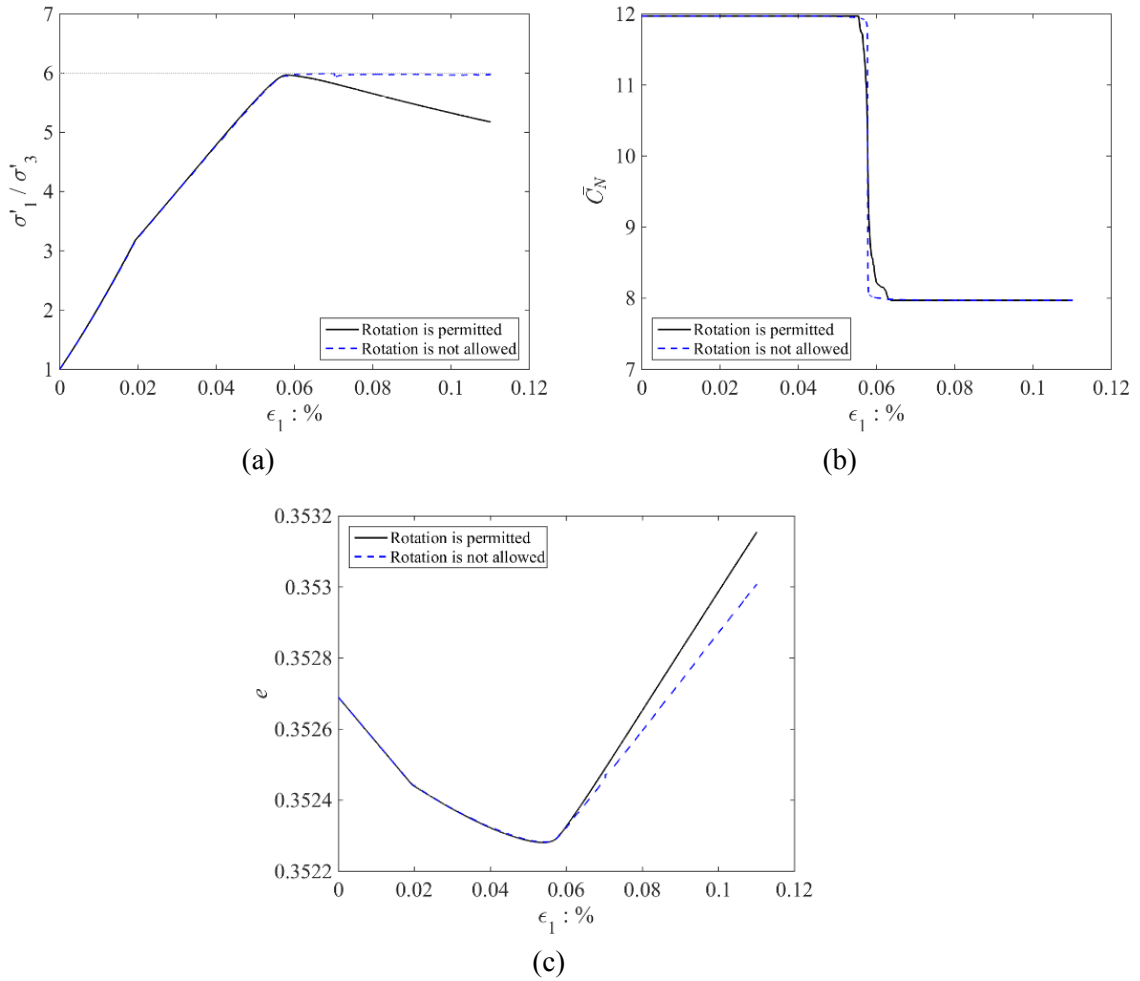 7
6
5
4
3
2
1
σ'₁ / σ'₃
0 0.02 0.04 0.06 0.08 0.1 0.12
ϵ₁ : %
Rotation is permitted
Rotation is not allowed
(a)
12
11
10
9
8
7
C̄_N
0 0.02 0.04 0.06 0.08 0.1 0.12
ϵ₁ : %
Rotation is permitted
Rotation is not allowed
(b)
0.3532
0.353
0.3528
0.3526
0.3524
0.3522
e
Rotation is permitted
Rotation is not allowed
0 0.02 0.04 0.06 0.08 0.1 0.12
ϵ₁ : %
(c)